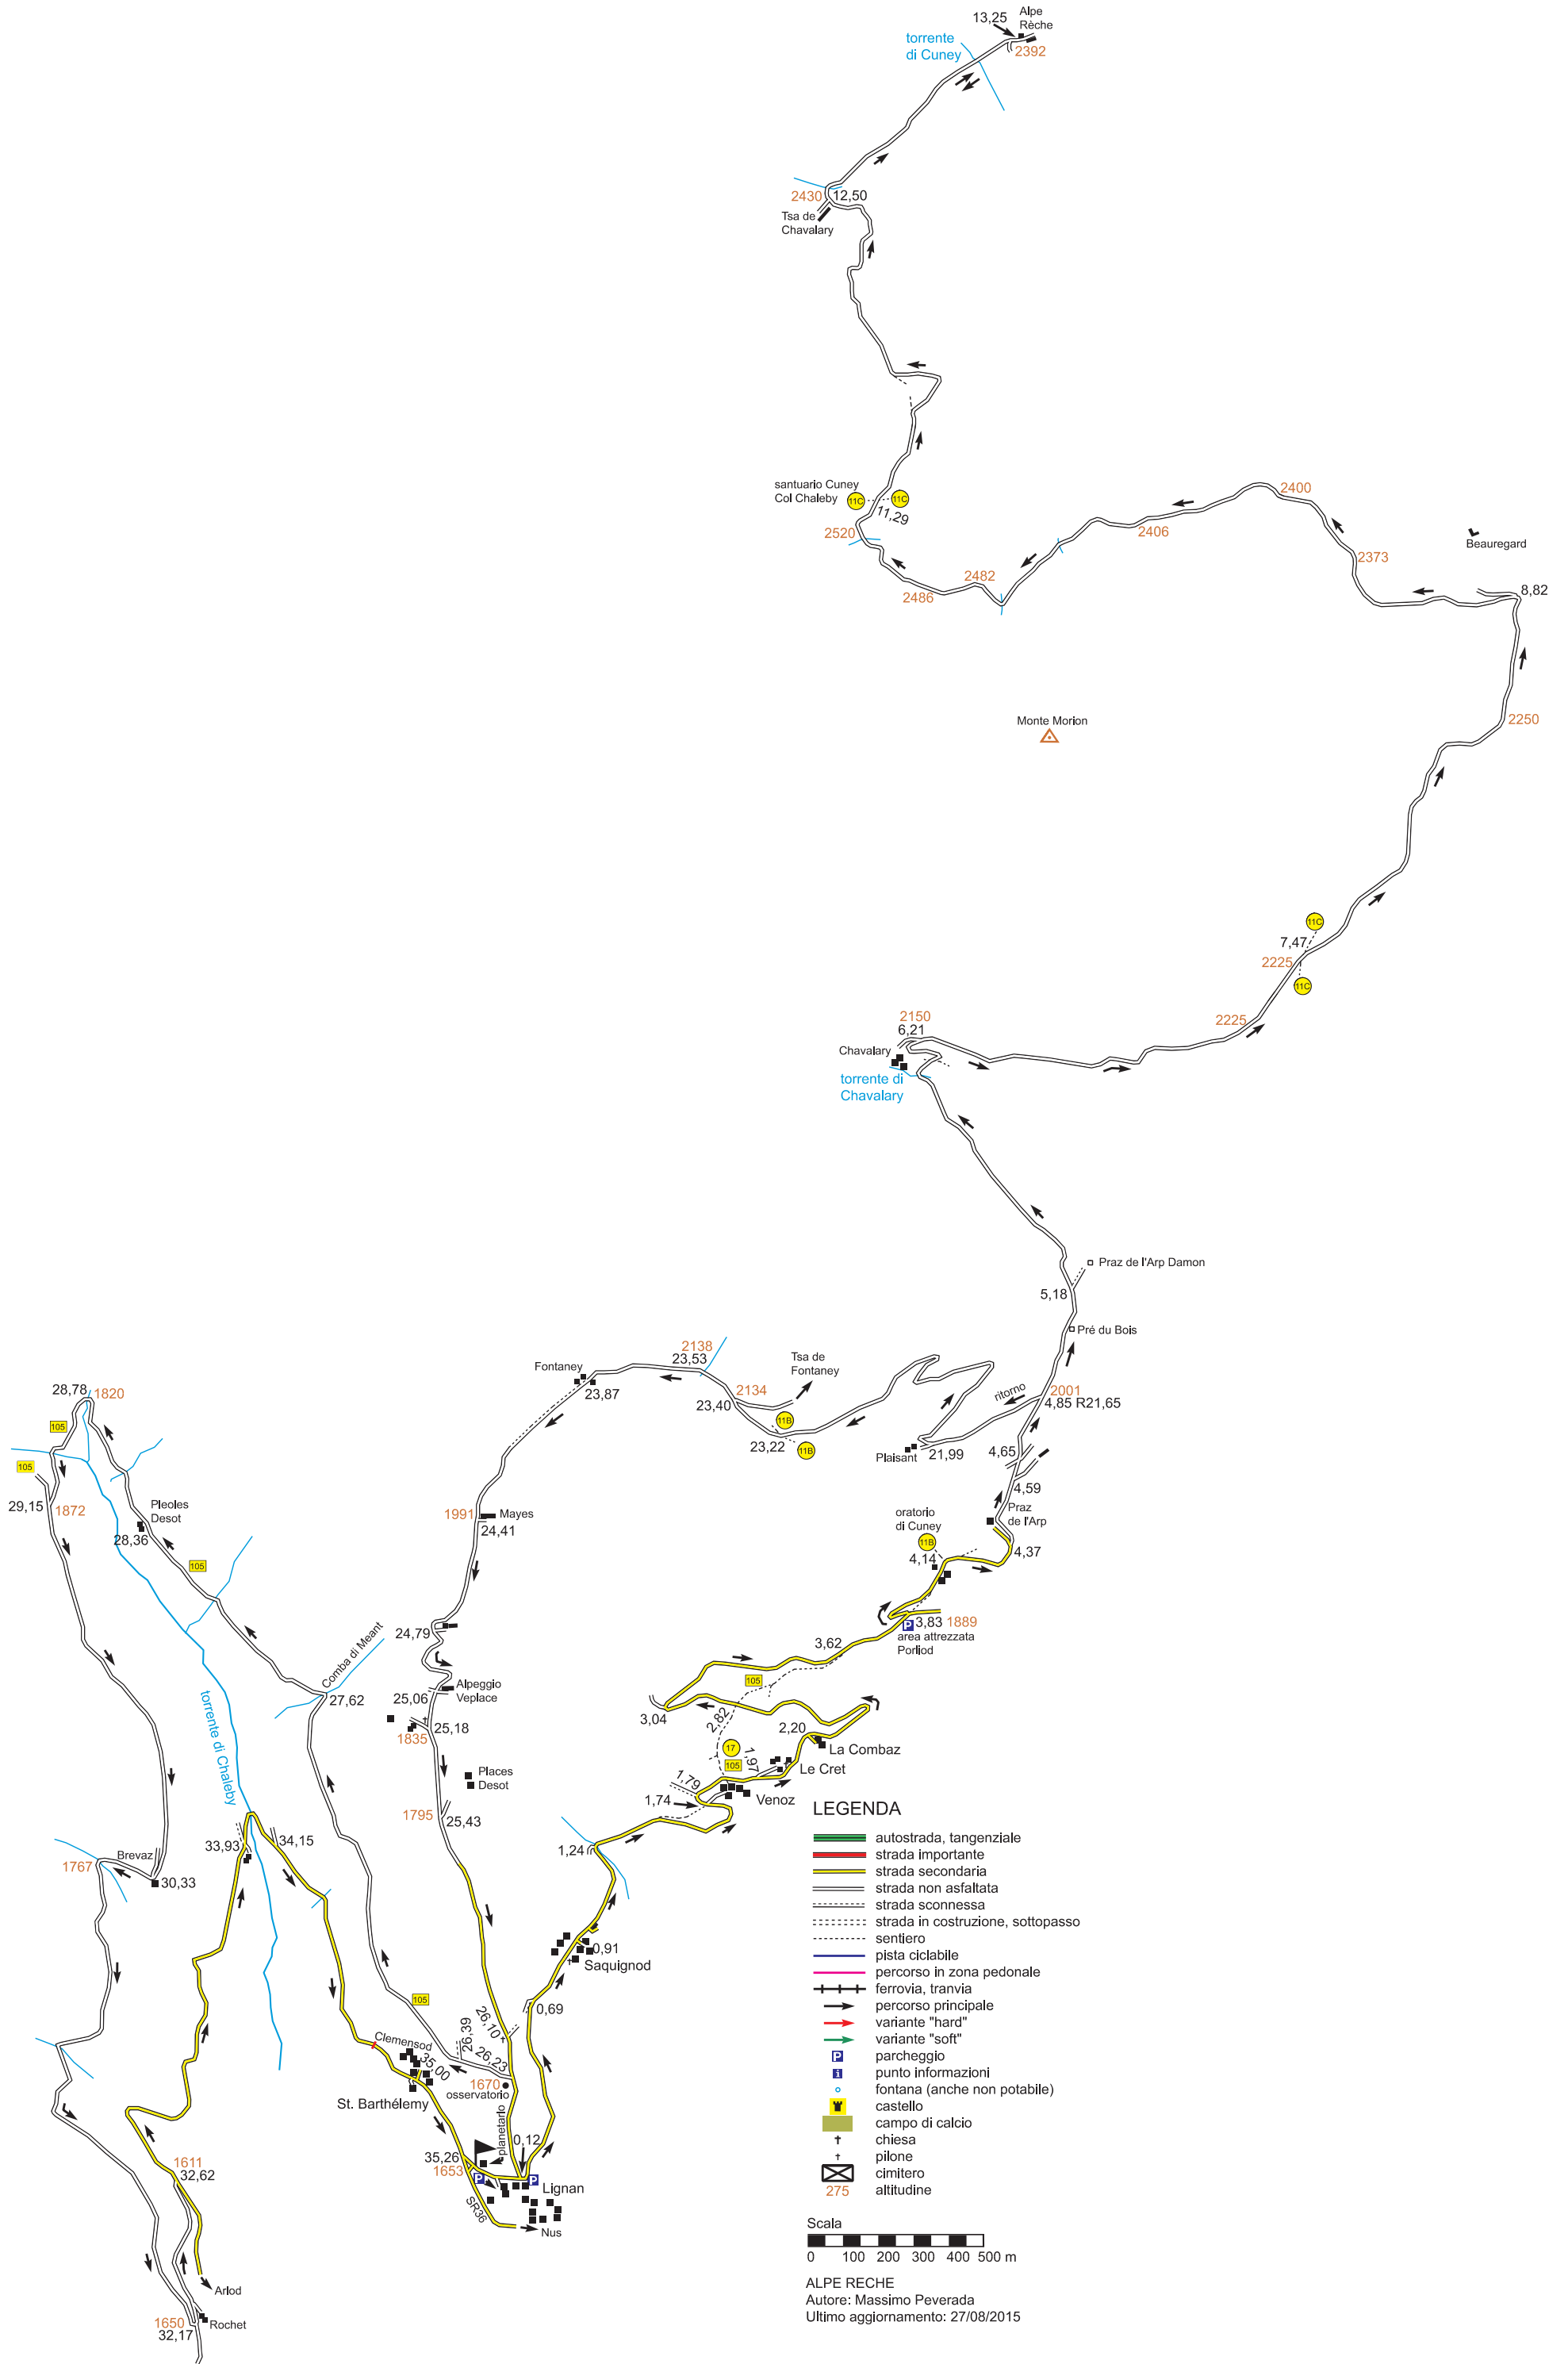 13,25
Alpe
Rèche
torrente
di Cuney
2392
2430
12,50
Tsa de
Chavalary
santuario Cuney
Col Chaleby
11C
11C
11,29
2520
2400
2406
2373
Beauregard
2482
2486
8,82
Monte Morion
2250
11C
7,47
2225
11C
2150
6,21
2225
Chavalary
torrente di
Chavalary
Praz de l'Arp Damon
5,18
Pré du Bois
2138
23,53
Tsa de
Fontaney
Fontaney
23,87
2134
23,40
11B
23,22
11B
ritorno
2001
4,85 R21,65
Plaisant
21,99
4,65
4,59
28,78
1820
105
105
29,15
1872
Pleoles
Desot
28,36
105
1991
Mayes
24,41
oratorio
di Cuney
11B
4,14
Praz
de l'Arp
4,37
24,79
3,83 1889
P
area attrezzata
Porliod
3,62
Comba di Meant
27,62
torrente di Chaleby
Alpeggio
Veplace
25,06
25,18
1835
105
3,04
2,82
2,20
La Combaz
17
105
1,97
Le Cret
Places
Desot
1,79
1,74
Venoz
1795
25,43
33,93
34,15
1,24
Brevaz
1767
30,33
0,91
Saquignod
105
0,69
26,10
26,39
26,23
Clemensod
35,00
1670
osservatorio
St. Barthélemy
planetario
0,12
35,26
1653
P
P
Lignan
SR36
Nus
1611
32,62
Arlod
1650
32,17
Rochet
LEGENDA
autostrada, tangenziale
strada importante
strada secondaria
strada non asfaltata
strada sconnessa
strada in costruzione, sottopasso
sentiero
pista ciclabile
percorso in zona pedonale
ferrovia, tranvia
percorso principale
variante "hard"
variante "soft"
P parcheggio
i punto informazioni
fontana (anche non potabile)
castello
campo di calcio
chiesa
pilone
cimitero
275 altitudine
Scala
0 100 200 300 400 500 m
ALPE RECHE
Autore: Massimo Peverada
Ultimo aggiornamento: 27/08/2015